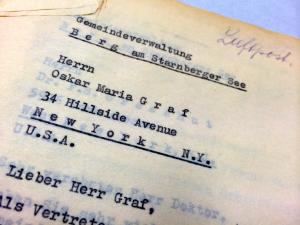 Luftpost.
Gemeindeverwaltung
Berg am Starnberger See
Herrn
Oskar Maria Graf
34 Hillside Avenue
New York N.Y.
U.S.A.
Lieber Herr Graf,
Als Vertrete